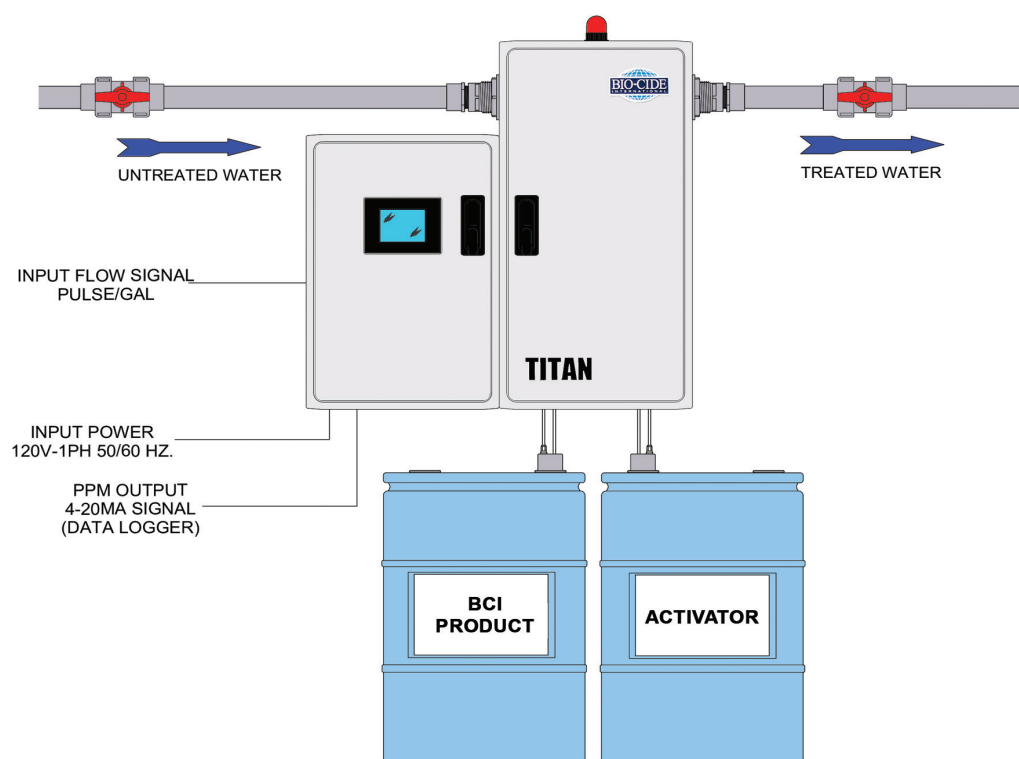 BIO-CIDE
INTERNATIONAL
UNTREATED WATER
TREATED WATER
INPUT FLOW SIGNAL
PULSE/GAL
TITAN
INPUT POWER
120V-1PH 50/60 HZ.
PPM OUTPUT
4-20MA SIGNAL
(DATA LOGGER)
BCI
PRODUCT
ACTIVATOR